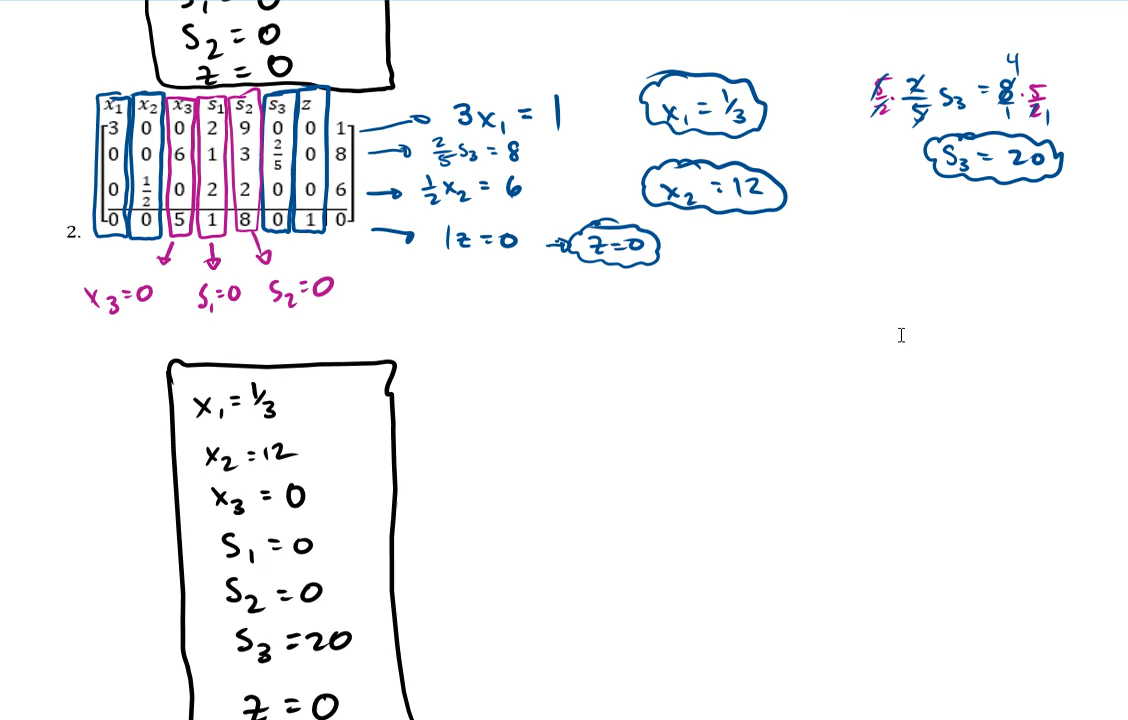 S₁ = 0
S₂ = 0
z = 0
x₁ x₂ x₃ s₁ s₂ s₃ z
3 0 0 2 9 0 0 1
0 0 6 1 3 2/5 0 8
0 1/2 0 2 2 0 0 6
0 0 5 1 8 0 1 0
2.
3x₁ = 1
2/5 S₃ = 8
1/2 x₂ = 6
1z = 0
z=0
x₁ = 1/3
x₂ = 12
4
5/2 · 2/5 S₃ = 8/1 · 5/2 1
S₃ = 20
x₃=0 S₁=0 S₂=0
x₁ = 1/3
x₂ = 12
x₃ = 0
S₁ = 0
S₂ = 0
S₃ = 20
z = 0